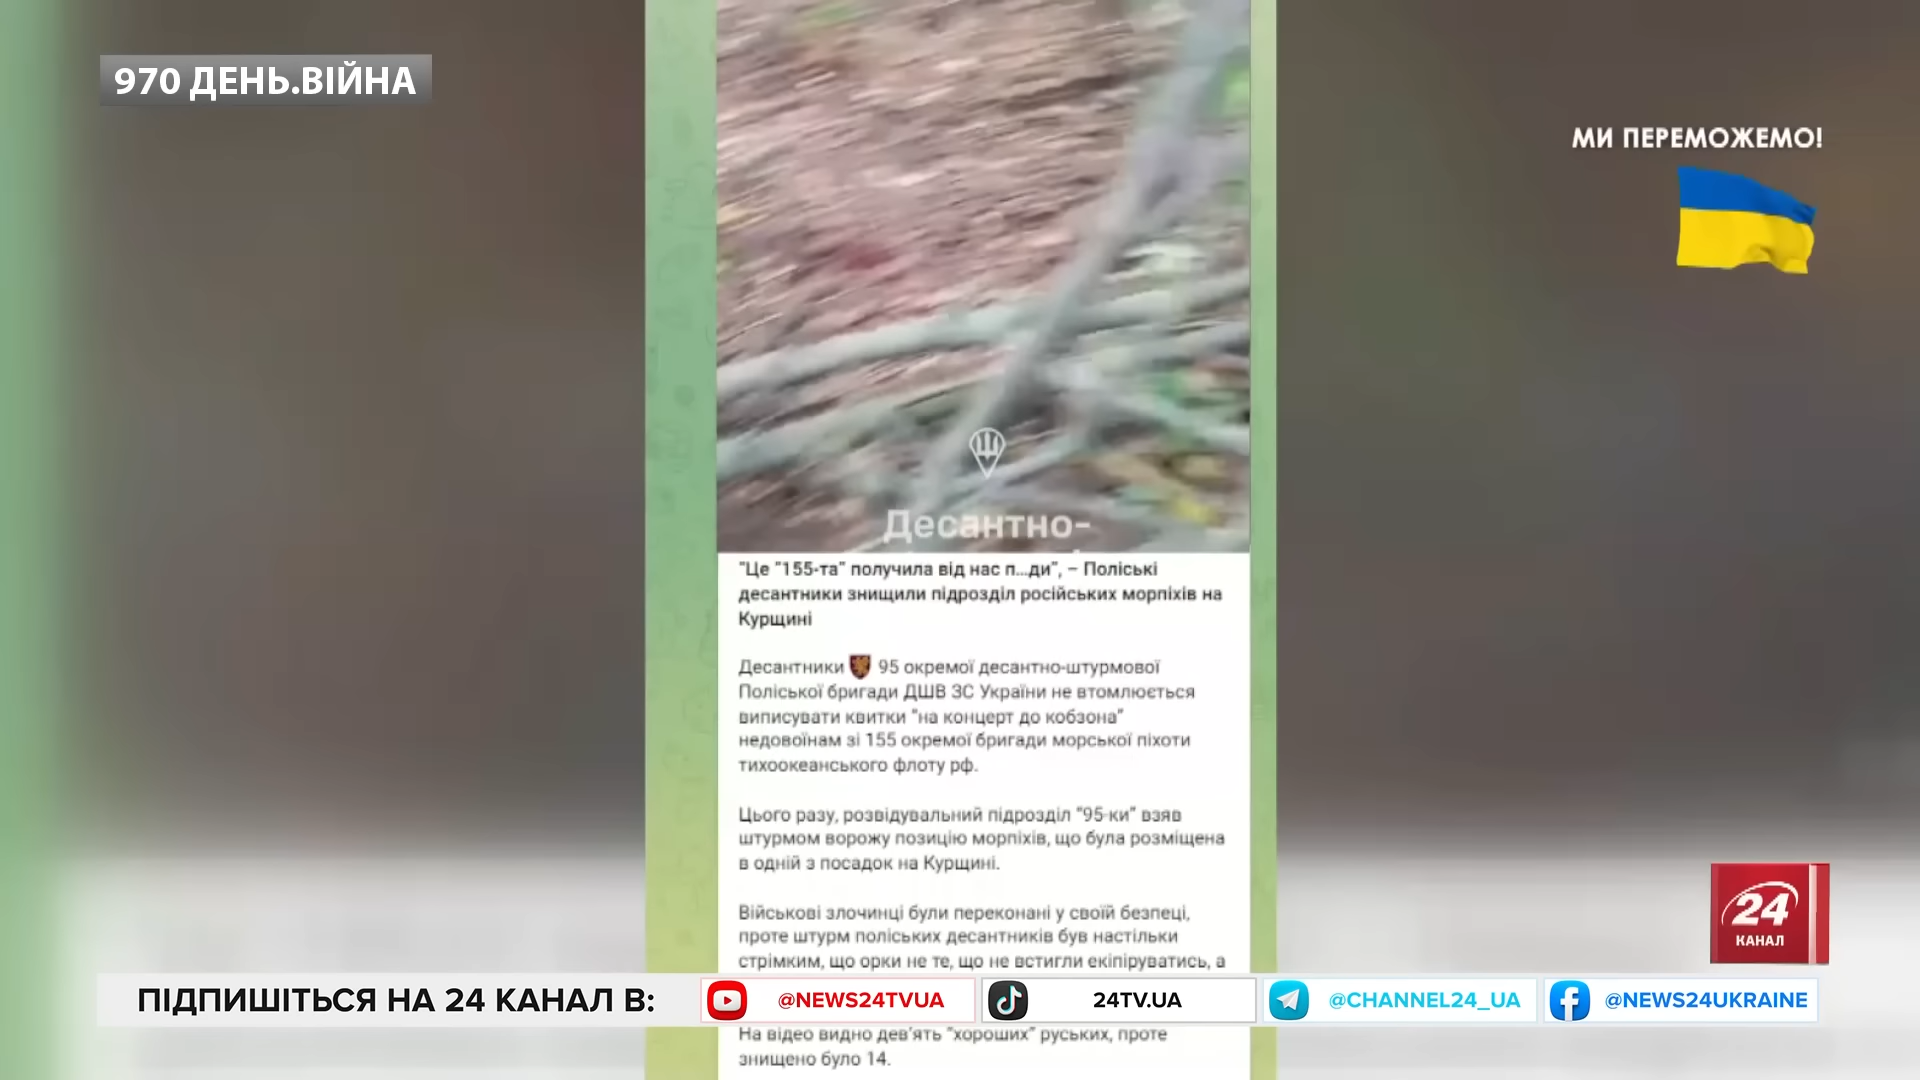 970 ДЕНЬ.ВІЙНА
МИ ПЕРЕМОЖЕМО!
Десантно-
"Це "155-та" получила від нас п...ди", – Поліські
десантники знищили підрозділ російських морпіхів на
Курщині
Десантники 95 окремої десантно-штурмової
Поліської бригади ДШВ ЗС України не втомлюється
виписувати квитки "на концерт до кобзона"
недовоїнам зі 155 окремої бригади морської піхоти
тихоокеанського флоту рф.
Цього разу, розвідувальний підрозділ "95-ки" взяв
штурмом ворожу позицію морпіхів, що була розміщена
в одній з посадок на Курщині.
Військові злочинці були переконані у своїй безпеці,
проте штурм поліських десантників був настільки
стрімким, що орки не те, що не встигли екіпіруватись, а
24
КАНАЛ
ПІДПИШІТЬСЯ НА 24 КАНАЛ В:
@NEWS24TVUA
24TV.UA
@CHANNEL24_UA
@NEWS24UKRAINE
На відео видно дев'ять "хороших" руських, проте
знищено було 14.